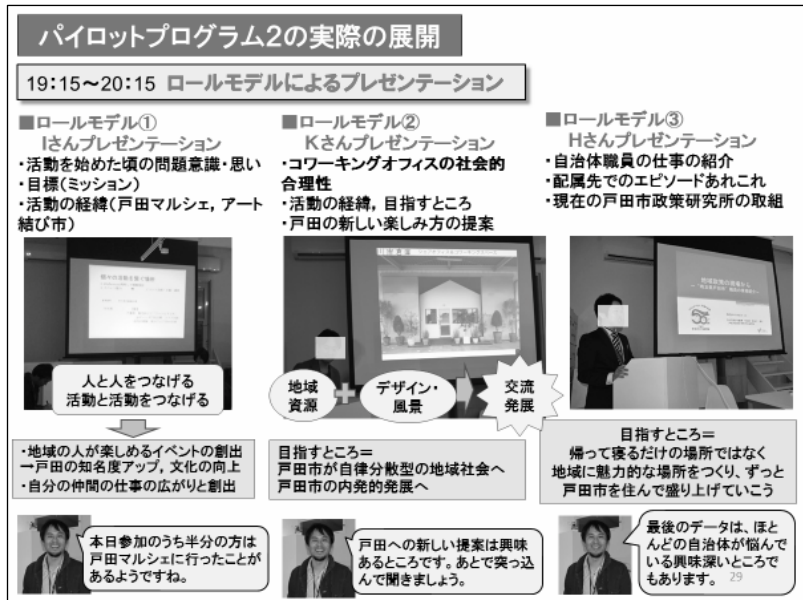 パイロットプログラム2の実際の展開
19:15～20:15 ロールモデルによるプレゼンテーション
■ロールモデル①
Iさんプレゼンテーション
・活動を始めた頃の問題意識・思い
・目標（ミッション）
・活動の経緯（戸田マルシェ，アート
結び市）
人と人をつなげる
活動と活動をつなげる
・地域の人が楽しめるイベントの創出
→戸田の知名度アップ，文化の向上
・自分の仲間の仕事の広がりと創出
本日参加のうち半分の方は
戸田マルシェに行ったことが
あるようですね。
■ロールモデル②
Kさんプレゼンテーション
・コワーキングオフィスの社会的
合理性
・活動の経緯，目指すところ
・戸田の新しい楽しみ方の提案
地域
資源
デザイン・
風景
交流
発展
目指すところ＝
戸田市が自律分散型の地域社会へ
戸田市の内発的発展へ
戸田への新しい提案は興味
あるところです。あとで突っ込
んで聞きましょう。
■ロールモデル③
Hさんプレゼンテーション
・自治体職員の仕事の紹介
・配属先でのエピソードあれこれ
・現在の戸田市政策研究所の取組
目指すところ＝
帰って寝るだけの場所ではなく
地域に魅力的な場所をつくり、ずっと
戸田市を住んで盛り上げていこう
最後のデータは、ほと
んどの自治体が悩んで
いる興味深いところで
もあります。
29